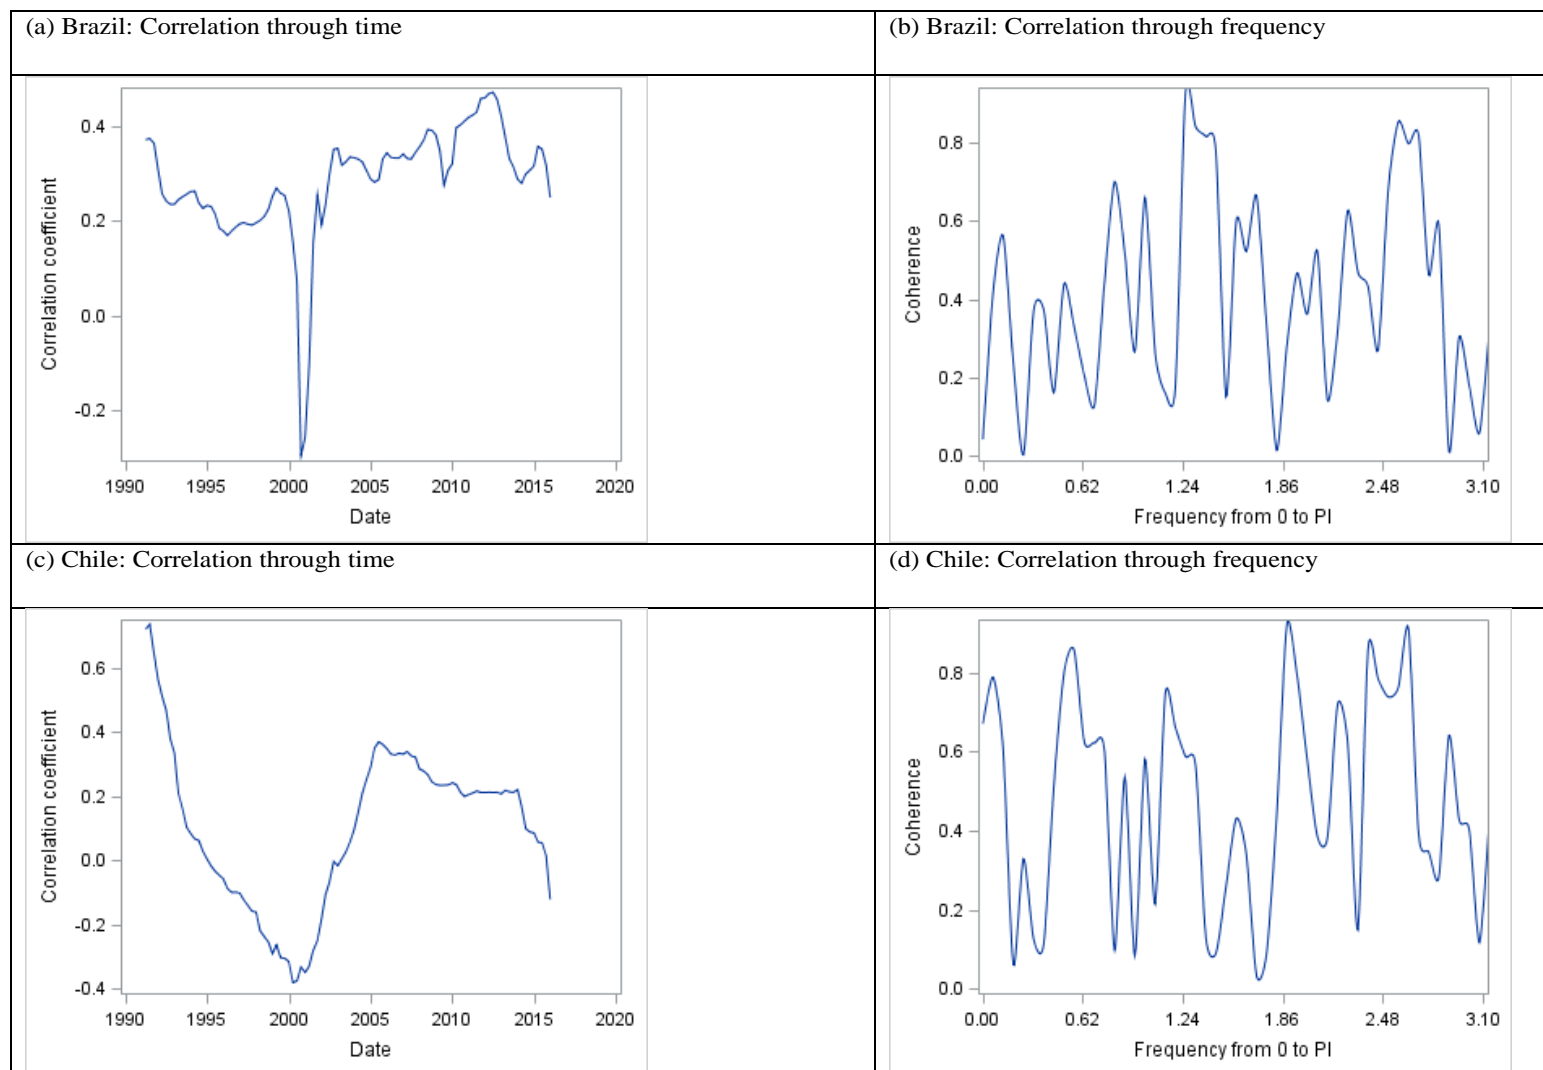 (a) Brazil: Correlation through time
(b) Brazil: Correlation through frequency
0.4
0.2
0.0
-0.2
Correlation coefficient
1990 1995 2000 2005 2010 2015 2020
Date
0.8
0.6
0.4
0.2
0.0
Coherence
0.00 0.62 1.24 1.86 2.48 3.10
Frequency from 0 to PI
(c) Chile: Correlation through time
(d) Chile: Correlation through frequency
0.6
0.4
0.2
0.0
-0.2
-0.4
Correlation coefficient
1990 1995 2000 2005 2010 2015 2020
Date
0.8
0.6
0.4
0.2
0.0
Coherence
0.00 0.62 1.24 1.86 2.48 3.10
Frequency from 0 to PI